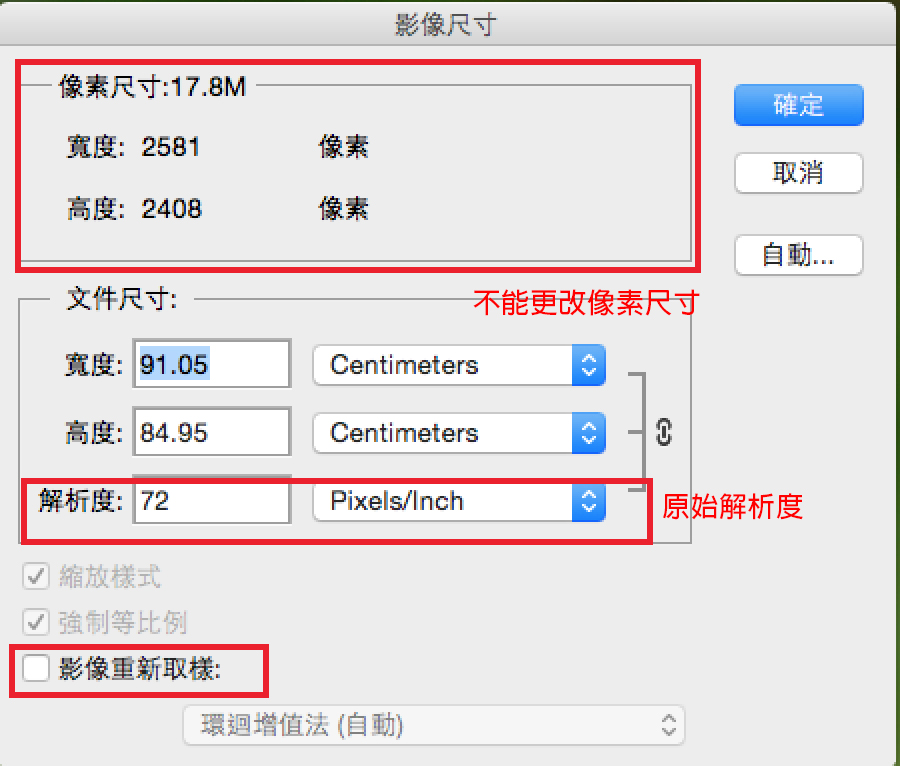 影像尺寸
像素尺寸:17.8M
寬度: 2581 像素
高度: 2408 像素
確定
取消
自動...
文件尺寸:
不能更改像素尺寸
寬度: 91.05 Centimeters
高度: 84.95 Centimeters
解析度: 72 Pixels/Inch
原始解析度
縮放樣式
強制等比例
影像重新取樣:
環迴增值法 (自動)